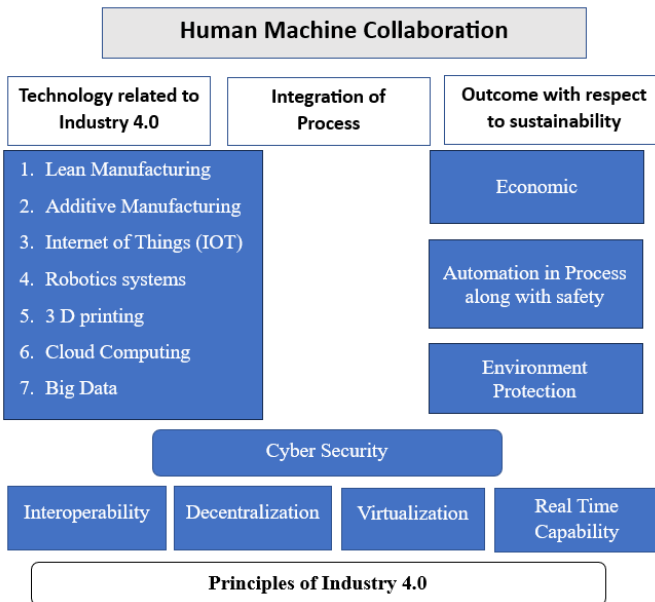 Human Machine Collaboration
Technology related to
Industry 4.0
Integration of
Process
Outcome with respect
to sustainability
1. Lean Manufacturing
2. Additive Manufacturing
3. Internet of Things (IOT)
4. Robotics systems
5. 3 D printing
6. Cloud Computing
7. Big Data
Economic
Automation in Process
along with safety
Environment
Protection
Cyber Security
Interoperability
Decentralization
Virtualization
Real Time
Capability
Principles of Industry 4.0